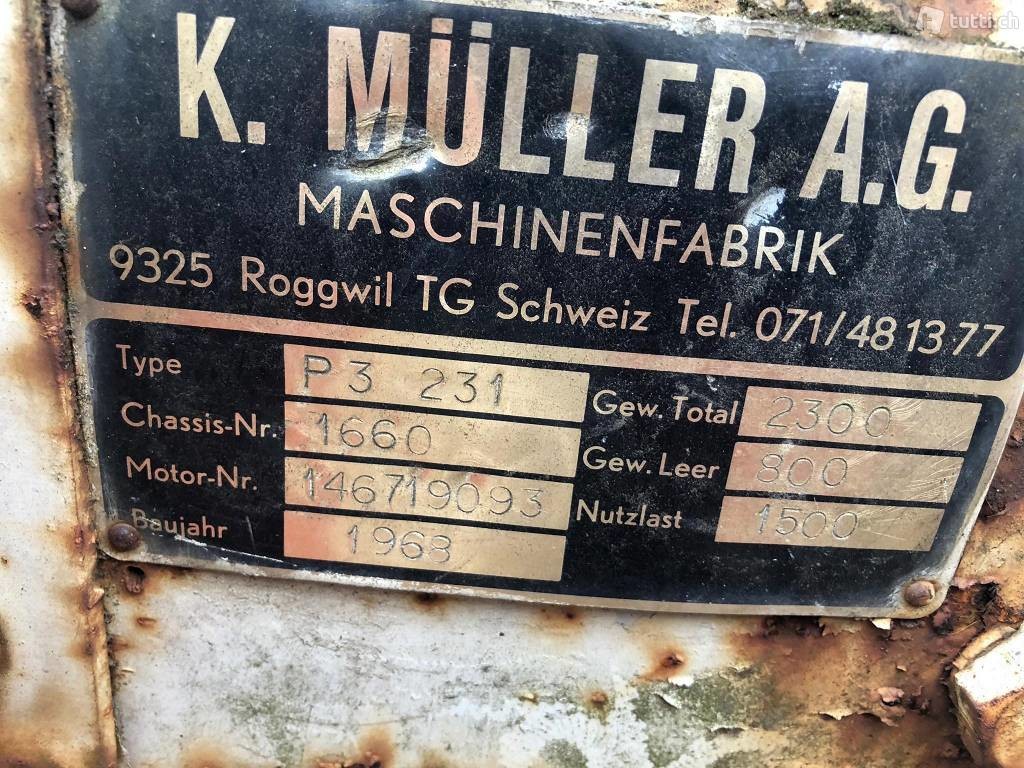 tutti.ch
K. MÜLLER A.G.
MASCHINENFABRIK
9325 Roggwil TG Schweiz Tel. 071/48 13 77
Type P3 231
Gew. Total 2300
Chassis-Nr. 1660
Gew. Leer 800
Motor-Nr. 146719093
Nutzlast 1500
Baujahr 1968